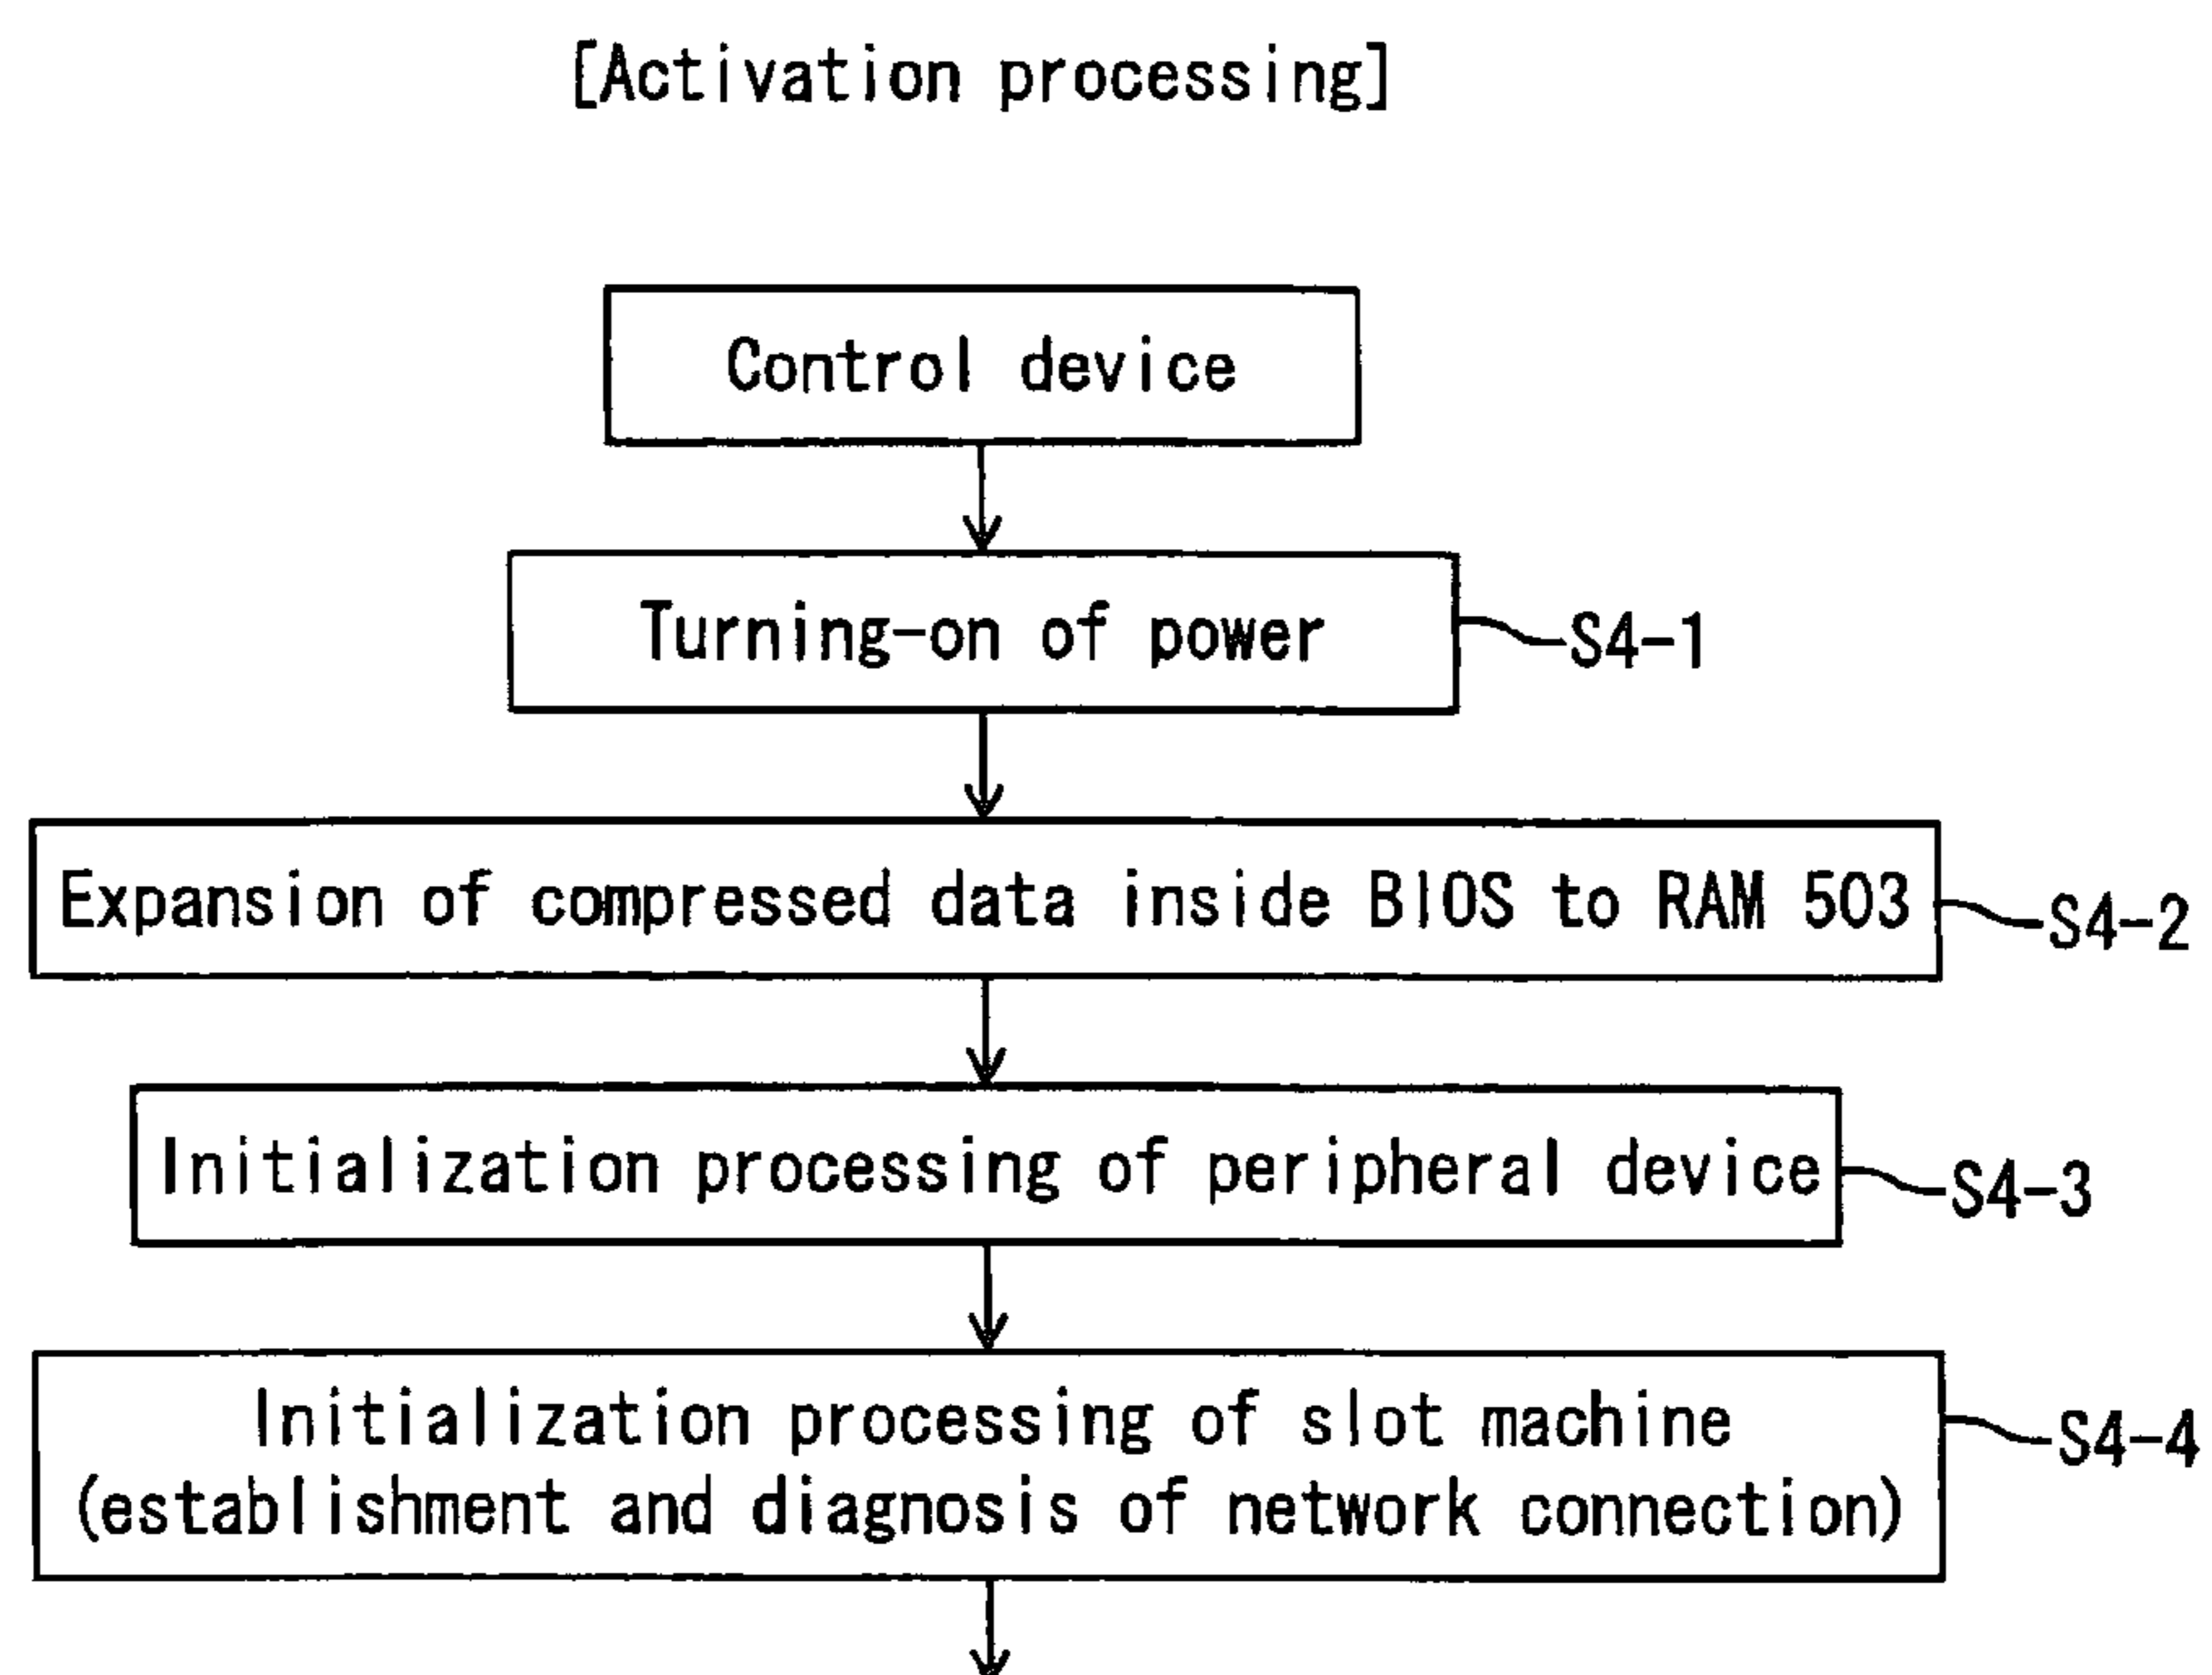 [Activation processing]
Control device
Turning-on of power
S4-1
Expansion of compressed data inside BIOS to RAM 503
S4-2
Initialization processing of peripheral device
S4-3
Initialization processing of slot machine
(establishment and diagnosis of network connection)
S4-4